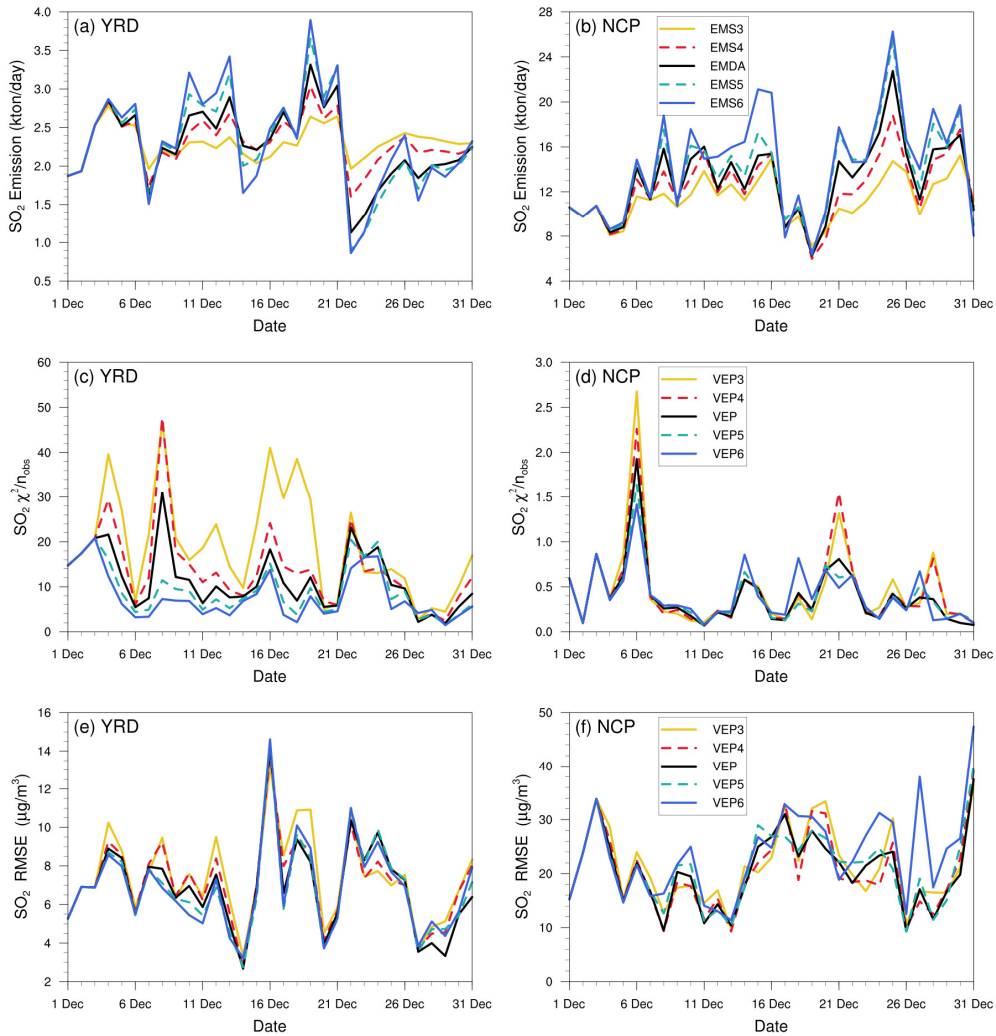 (a) YRD
SO₂ Emission (kton/day)
4.0
3.5
3.0
2.5
2.0
1.5
1.0
0.5
1 Dec 6 Dec 11 Dec 16 Dec 21 Dec 26 Dec 31 Dec
Date
(b) NCP
SO₂ Emission (kton/day)
28
24
20
16
12
8
4
EMS3
EMS4
EMDA
EMS5
EMS6
1 Dec 6 Dec 11 Dec 16 Dec 21 Dec 26 Dec 31 Dec
Date
(c) YRD
SO₂ χ²/nobs
60
50
40
30
20
10
0
1 Dec 6 Dec 11 Dec 16 Dec 21 Dec 26 Dec 31 Dec
Date
(d) NCP
SO₂ χ²/nobs
3.0
2.5
2.0
1.5
1.0
0.5
0.0
VEP3
VEP4
VEP
VEP5
VEP6
1 Dec 6 Dec 11 Dec 16 Dec 21 Dec 26 Dec 31 Dec
Date
(e) YRD
SO₂ RMSE (μg/m³)
16
14
12
10
8
6
4
2
1 Dec 6 Dec 11 Dec 16 Dec 21 Dec 26 Dec 31 Dec
Date
(f) NCP
SO₂ RMSE (μg/m³)
50
40
30
20
10
0
VEP3
VEP4
VEP
VEP5
VEP6
1 Dec 6 Dec 11 Dec 16 Dec 21 Dec 26 Dec 31 Dec
Date